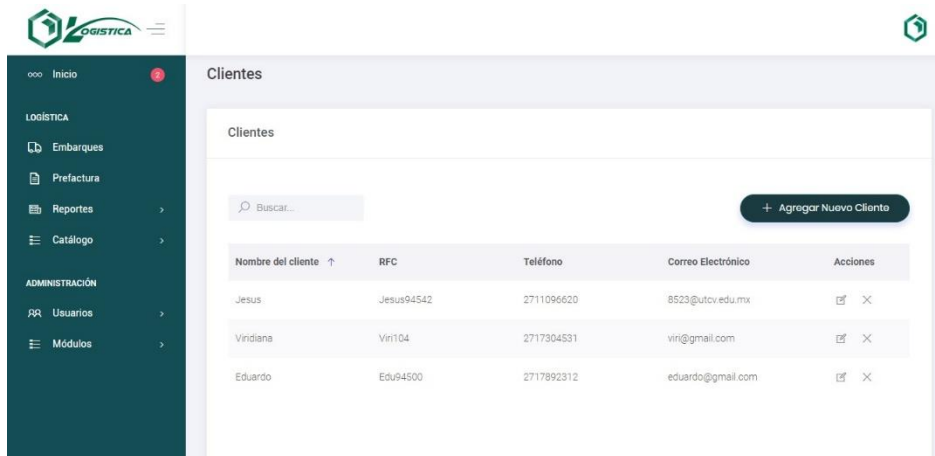 LOGISTICA
Inicio 2
Clientes
LOGÍSTICA
Embarques
Prefactura
Reportes
Catálogo
ADMINISTRACIÓN
Usuarios
Módulos
Clientes
Buscar...
+ Agregar Nuevo Cliente
Nombre del cliente ↑ RFC Teléfono Correo Electrónico Acciones
Jesus Jesus94542 2711096620 8523@utcv.edu.mx
Viridiana Viri104 2717304531 viri@gmail.com
Eduardo Edu94500 2717892312 eduardo@gmail.com